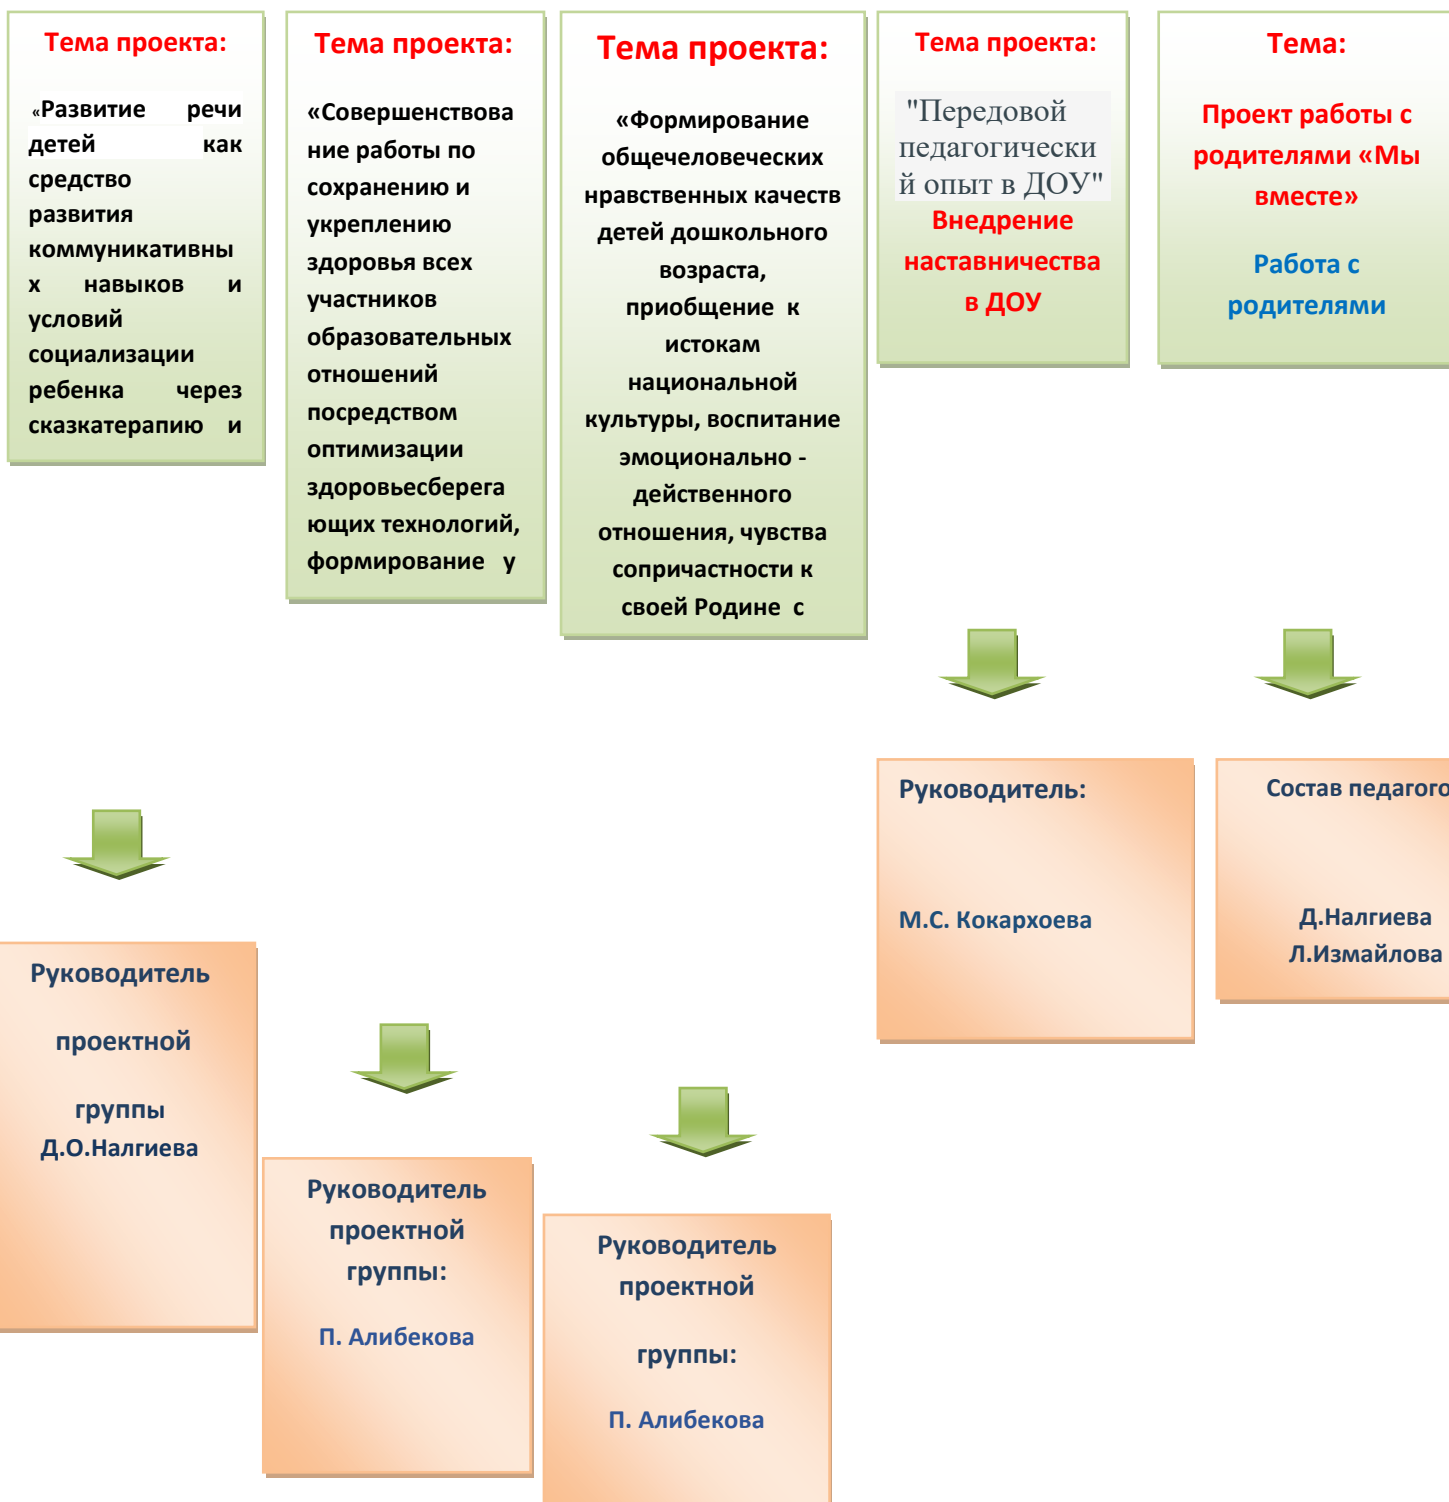 Тема проекта:
«Развитие речи
детей как
средство
развития
коммуникативны
х навыков и
условий
социализации
ребенка через
сказкатерапию и
Тема проекта:
«Совершенствова
ние работы по
сохранению и
укреплению
здоровья всех
участников
образовательных
отношений
посредством
оптимизации
здоровьесберега
ющих технологий,
формирование у
Тема проекта:
«Формирование
общечеловеческих
нравственных качеств
детей дошкольного
возраста,
приобщение к
истокам
национальной
культуры, воспитание
эмоционально -
действенного
отношения, чувства
сопричастности к
своей Родине с
Тема проекта:
"Передовой
педагогически
й опыт в ДОУ"
Внедрение
наставничества
в ДОУ
Тема:
Проект работы с
родителями «Мы
вместе»
Работа с
родителями
Руководитель:
М.С. Кокархоева
Состав педагого
Д.Налгиева
Л.Измайлова
Руководитель
проектной
группы
Д.О.Налгиева
Руководитель
проектной
группы:
П. Алибекова
Руководитель
проектной
группы:
П. Алибекова